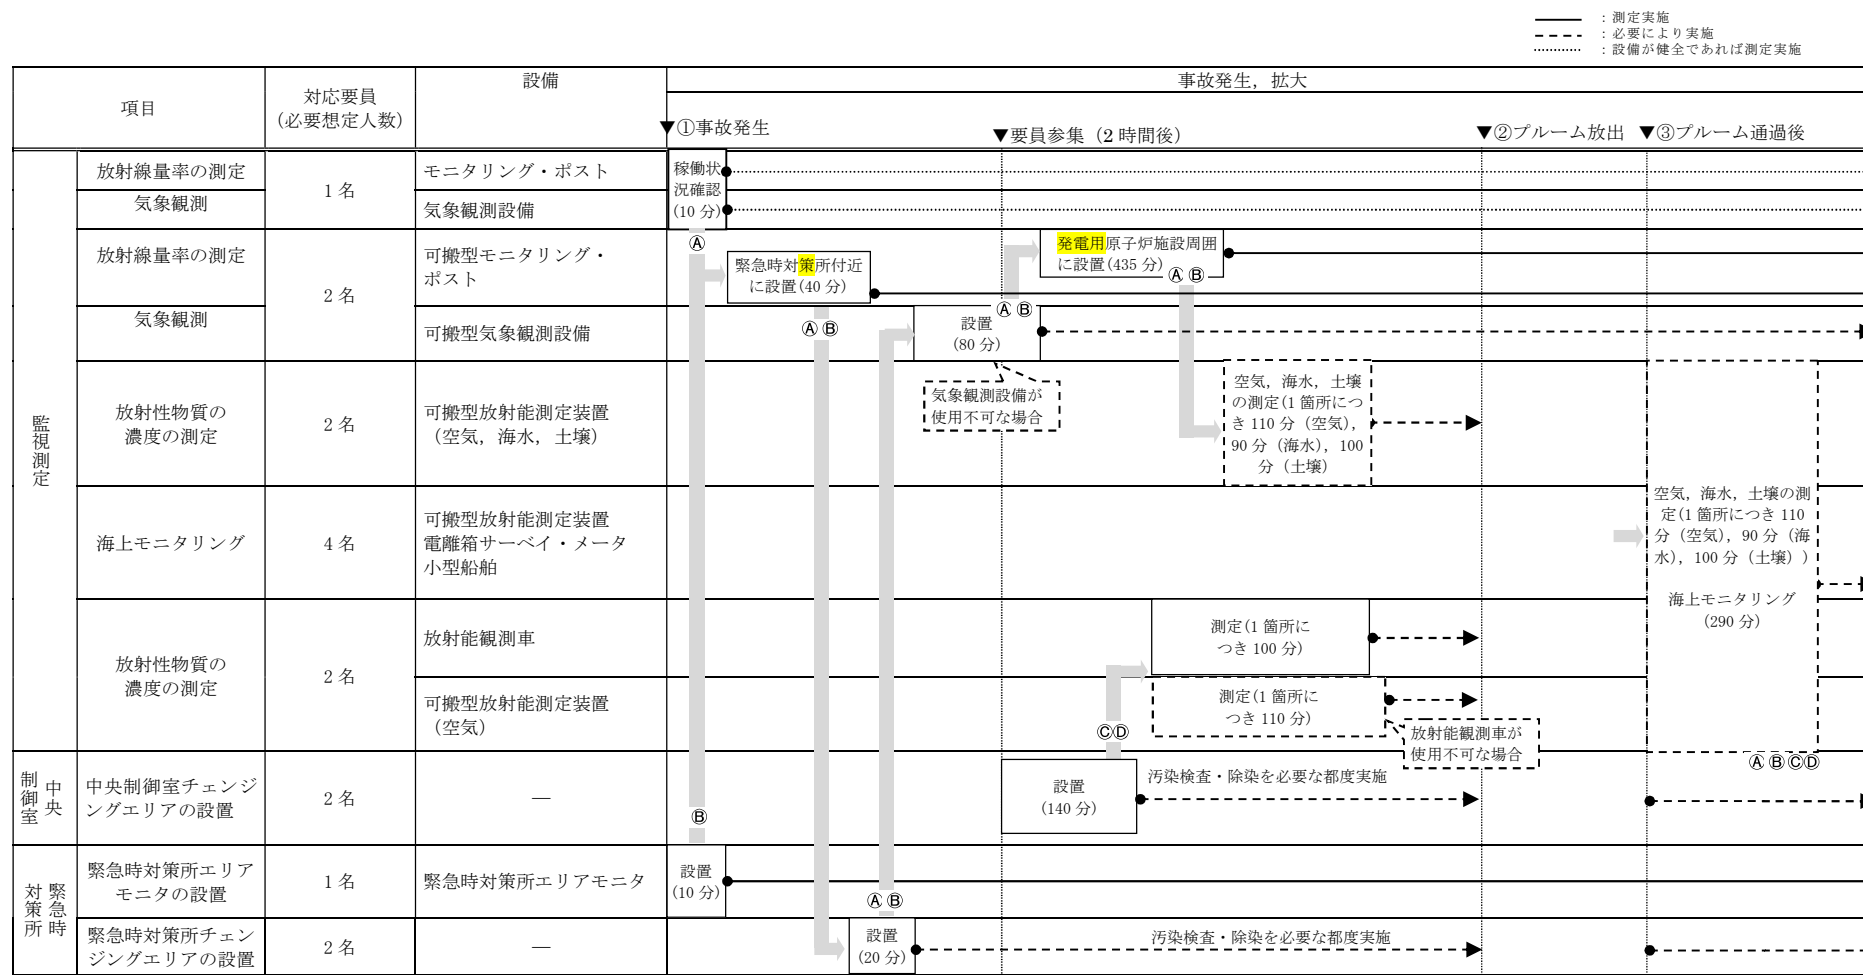 ：測定実施
：必要により実施
：設備が健全であれば測定実施
項目
対応要員
（必要想定人数）
設備
事故発生，拡大
▼①事故発生
▼要員参集（2 時間後）
▼②プルーム放出
▼③プルーム通過後
監視測定
放射線量率の測定
1 名
モニタリング・ポスト
稼働状
況確認
(10 分)
気象観測
気象観測設備
Ⓐ
放射線量率の測定
2 名
可搬型モニタリング・
ポスト
緊急時対策所付近
に設置(40 分)
発電用原子炉施設周囲
に設置(435 分)
Ⓐ Ⓑ
気象観測
可搬型気象観測設備
Ⓐ Ⓑ
設置
(80 分)
Ⓐ Ⓑ
気象観測設備が
使用不可な場合
放射性物質の
濃度の測定
2 名
可搬型放射能測定装置
（空気，海水，土壌）
空気，海水，土壌
の測定(1 箇所につ
き 110 分（空気），
90 分（海水），100
分（土壌）
海上モニタリング
4 名
可搬型放射能測定装置
電離箱サーベイ・メータ
小型船舶
空気，海水，土壌の測
定(1 箇所につき 110
分（空気），90 分（海
水），100 分（土壌））
海上モニタリング
(290 分)
放射性物質の
濃度の測定
2 名
放射能観測車
測定(1 箇所に
つき 100 分)
可搬型放射能測定装置
（空気）
測定(1 箇所に
つき 110 分)
ⒸⒹ
放射能観測車が
使用不可な場合
Ⓐ ⒷⒸⒹ
中央
制御室
中央制御室チェンジ
ングエリアの設置
2 名
―
設置
(140 分)
汚染検査・除染を必要な都度実施
Ⓑ
緊急時
対策所
緊急時対策所エリア
モニタの設置
1 名
緊急時対策所エリアモニタ
設置
(10 分)
Ⓐ Ⓑ
緊急時対策所チェン
ジングエリアの設置
2 名
―
設置
(20 分)
汚染検査・除染を必要な都度実施